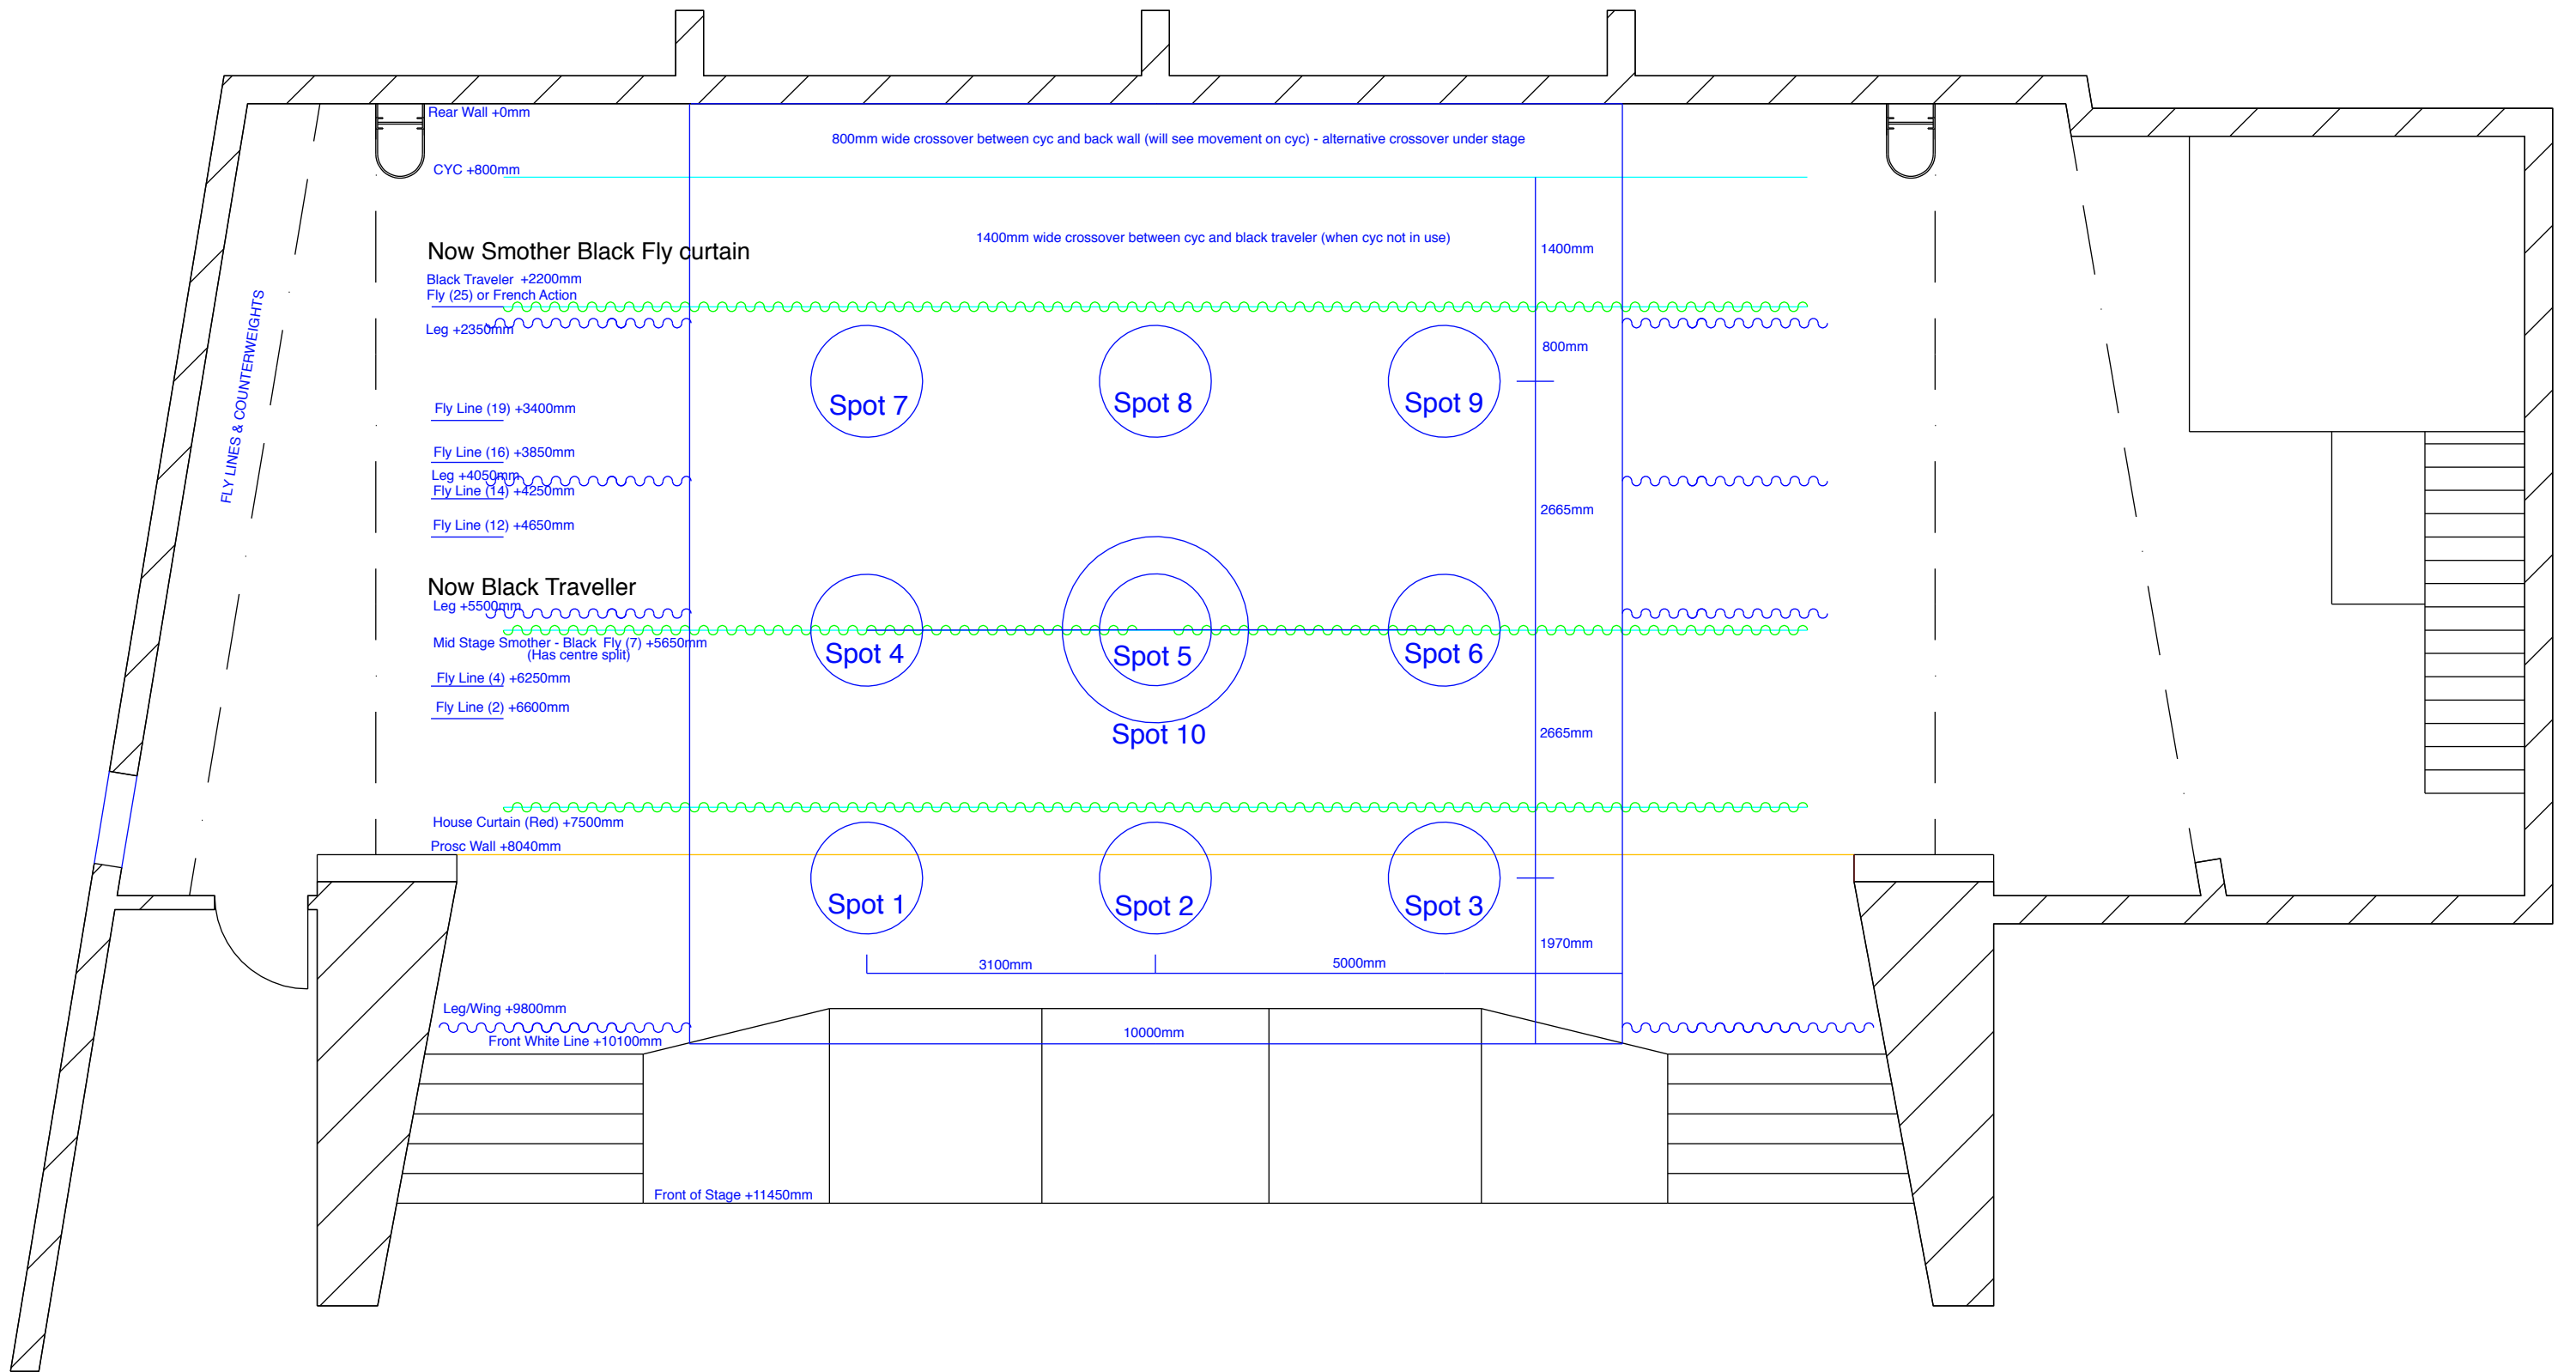 Rear Wall +0mm
800mm wide crossover between cyc and back wall (will see movement on cyc) - alternative crossover under stage
CYC +800mm
1400mm wide crossover between cyc and black traveler (when cyc not in use)
1400mm
Now Smother Black Fly curtain
Black Traveler +2200mm
Fly (25) or French Action
Leg +2350mm
800mm
FLY LINES & COUNTERWEIGHTS
Spot 7
Spot 8
Spot 9
Fly Line (19) +3400mm
Fly Line (16) +3850mm
Leg +4050mm
Fly Line (14) +4250mm
2665mm
Fly Line (12) +4650mm
Now Black Traveller
Leg +5500mm
Mid Stage Smother - Black Fly (7) +5650mm
(Has centre split)
Spot 4
Spot 5
Spot 6
Fly Line (4) +6250mm
Fly Line (2) +6600mm
Spot 10
2665mm
House Curtain (Red) +7500mm
Prosc Wall +8040mm
Spot 1
Spot 2
Spot 3
1970mm
3100mm
5000mm
Leg/Wing +9800mm
10000mm
Front White Line +10100mm
Front of Stage +11450mm